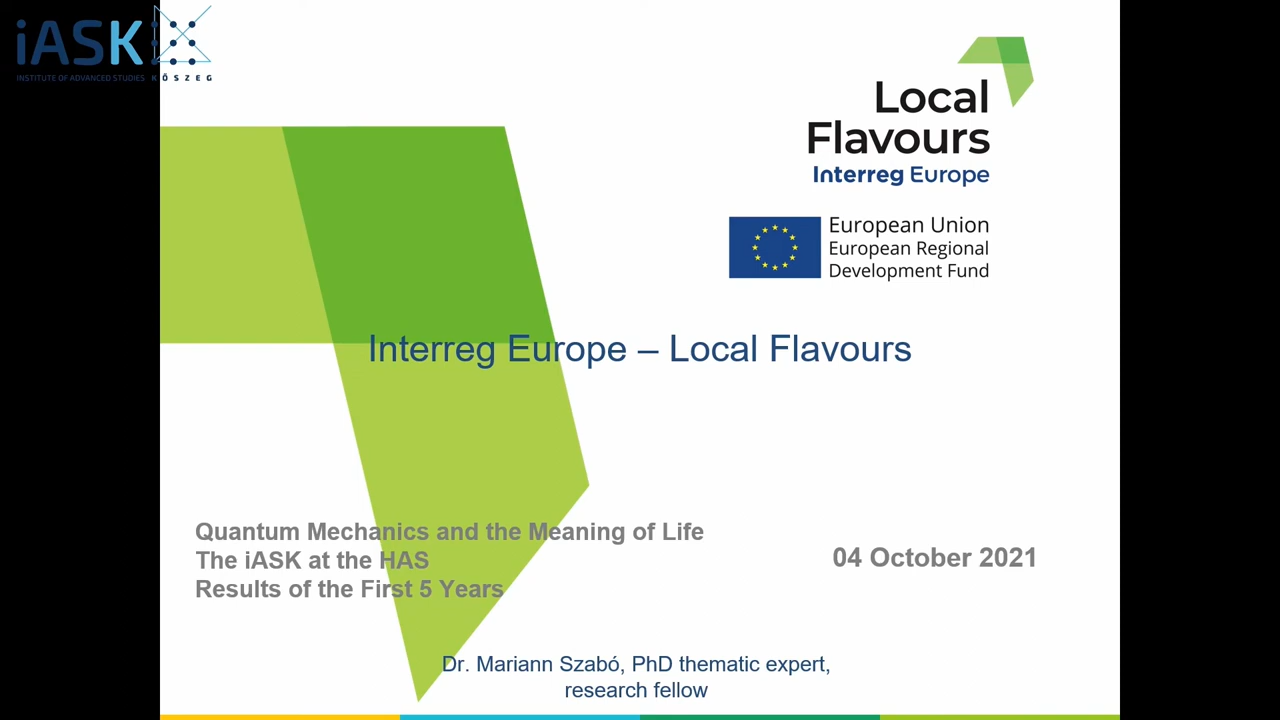 iASK
INSTITUTE OF ADVANCED STUDIES KŐSZEG
Local
Flavours
Interreg Europe
European Union
European Regional
Development Fund
Interreg Europe – Local Flavours
Quantum Mechanics and the Meaning of Life
The iASK at the HAS
Results of the First 5 Years
04 October 2021
Dr. Mariann Szabó, PhD thematic expert,
research fellow